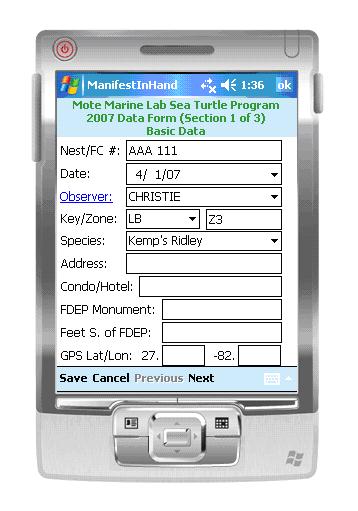 ManifestInHand 1:36 ok
Mote Marine Lab Sea Turtle Program
2007 Data Form (Section 1 of 3)
Basic Data
Nest/FC #: AAA 111
Date: 4/ 1/07
Observer: CHRISTIE
Key/Zone: LB Z3
Species: Kemp's Ridley
Address:
Condo/Hotel:
FDEP Monument:
Feet S. of FDEP:
GPS Lat/Lon: 27. -82.
Save Cancel Previous Next